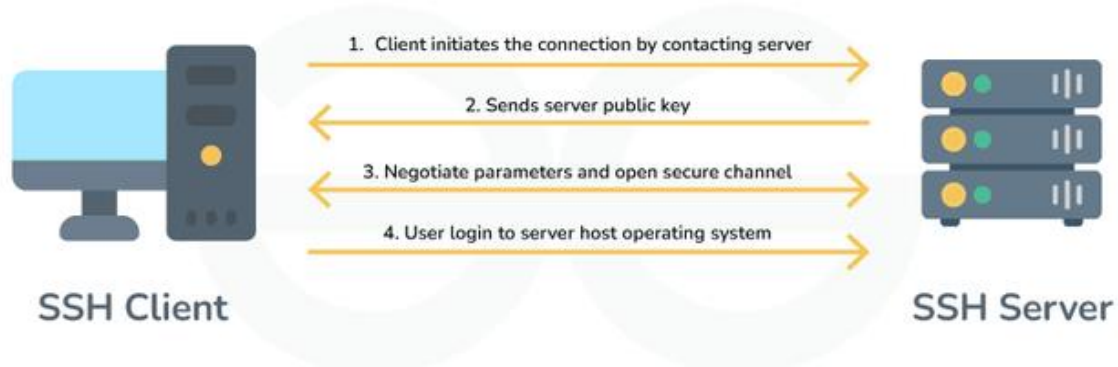 1. Client initiates the connection by contacting server
2. Sends server public key
3. Negotiate parameters and open secure channel
4. User login to server host operating system
SSH Client
SSH Server